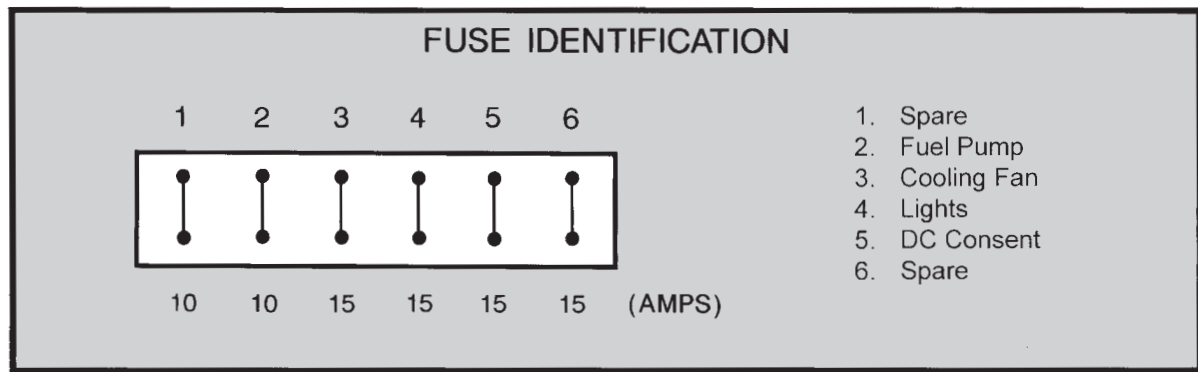 FUSE IDENTIFICATION
1 2 3 4 5 6
10 10 15 15 15 15 (AMPS)
1. Spare
2. Fuel Pump
3. Cooling Fan
4. Lights
5. DC Consent
6. Spare